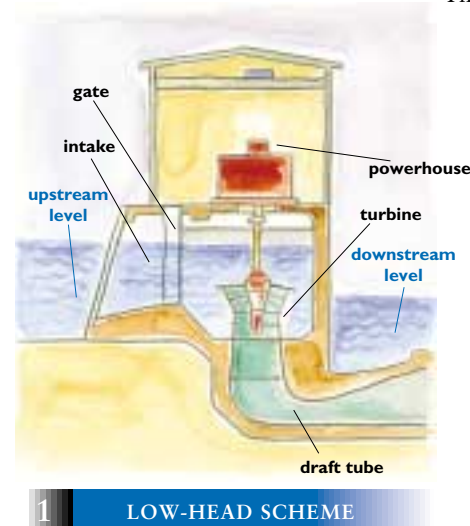 gate
intake
powerhouse
upstream
level
turbine
downstream
level
draft tube
1 LOW-HEAD SCHEME